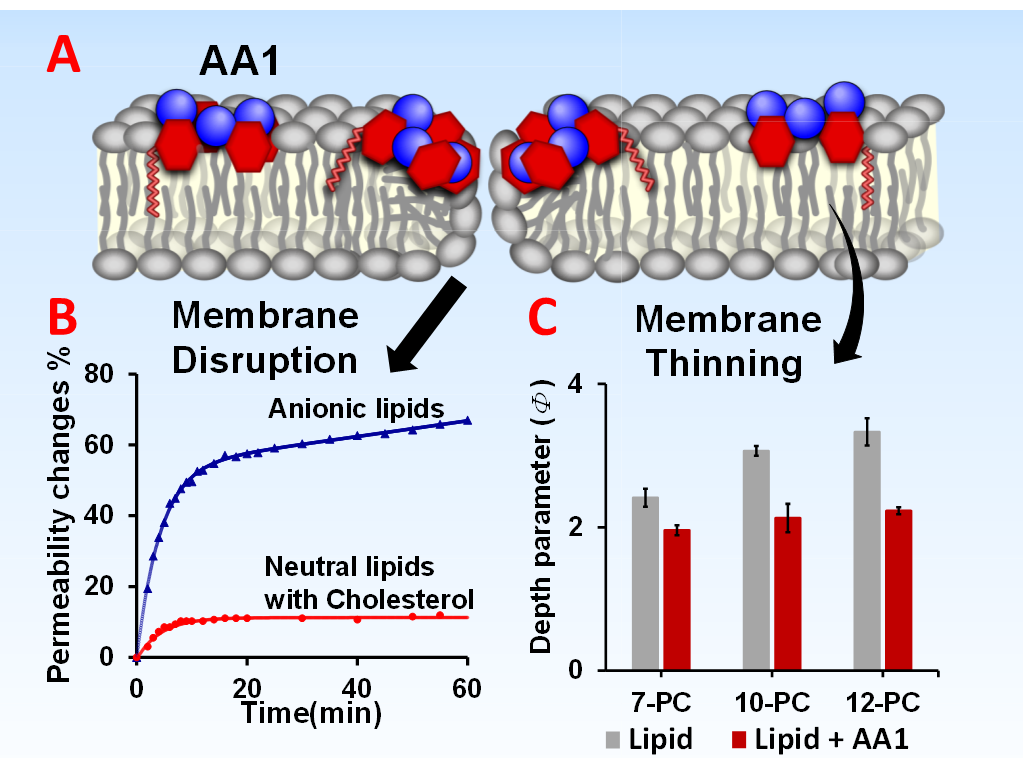 A
AA1
B
Membrane
Disruption
Permeability changes %
80
60
40
20
0
Anionic lipids
Neutral lipids
with Cholesterol
0
20
40
60
Time(min)
C
Membrane
Thinning
Depth parameter (Φ)
4
2
0
7-PC
10-PC
12-PC
Lipid
Lipid + AA1